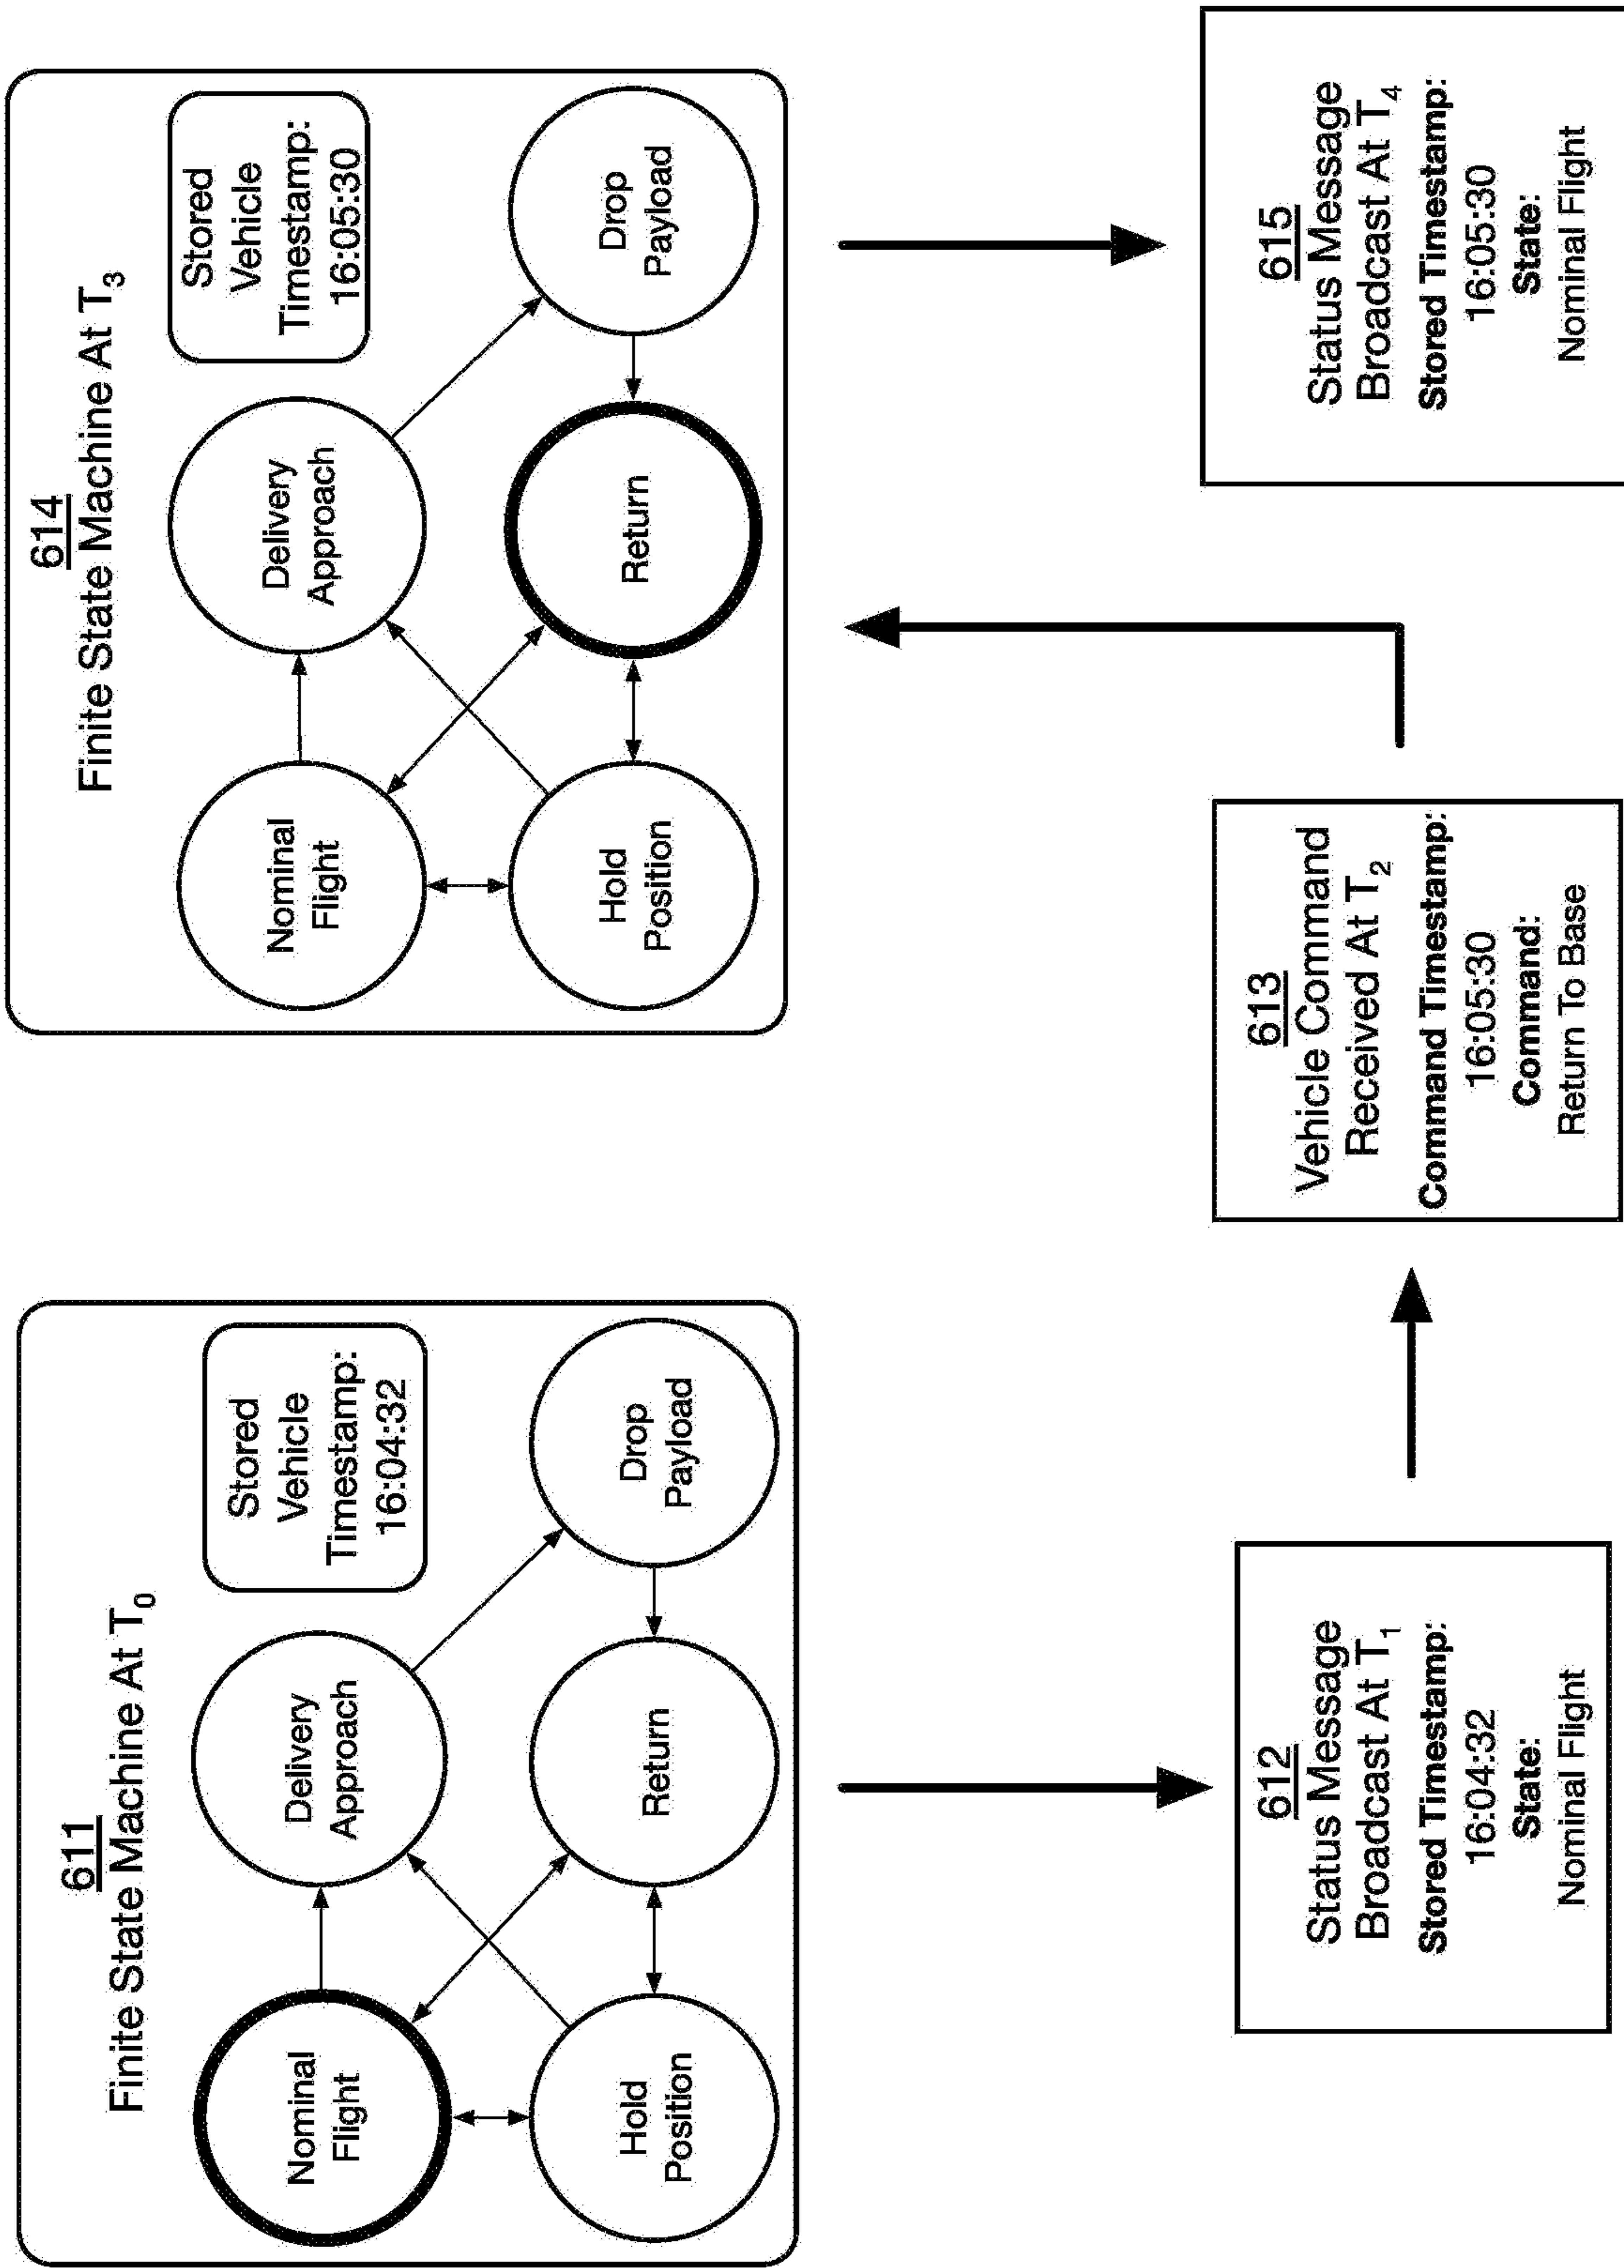 611
Finite State Machine At T0
Nominal
Flight
Delivery
Approach
Stored
Vehicle
Timestamp:
16:04:32
Hold
Position
Return
Drop
Payload
612
Status Message
Broadcast At T1
Stored Timestamp:
16:04:32
State:
Nominal Flight
613
Vehicle Command
Received At T2
Command Timestamp:
16:05:30
Command:
Return To Base
614
Finite State Machine At T3
Nominal
Flight
Delivery
Approach
Stored
Vehicle
Timestamp:
16:05:30
Hold
Position
Return
Drop
Payload
615
Status Message
Broadcast At T4
Stored Timestamp:
16:05:30
State:
Nominal Flight